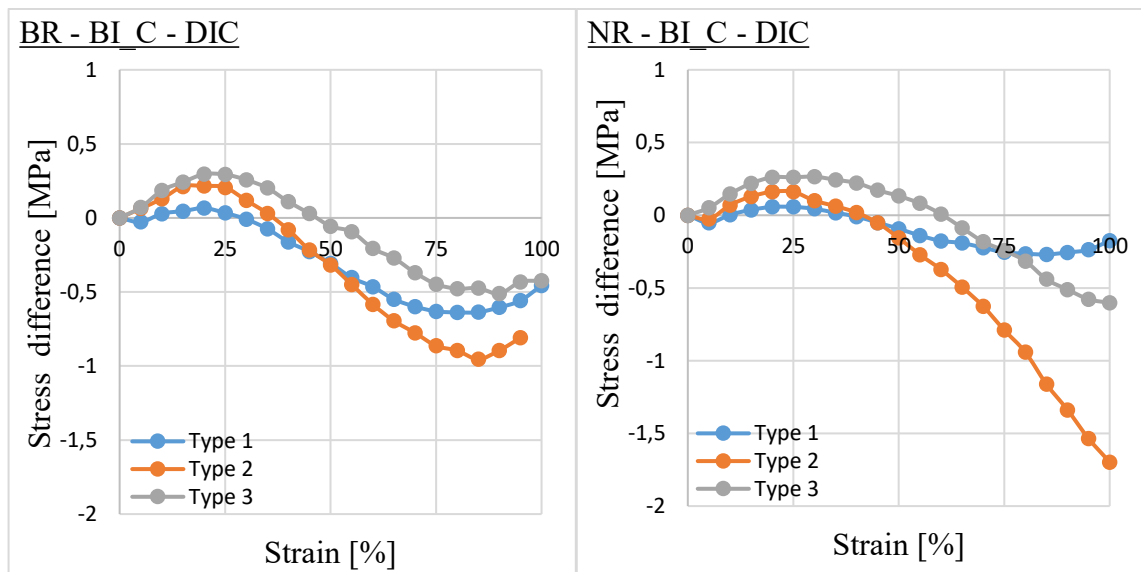 BR - BI_C - DIC
Stress difference [MPa]
1
0,5
0
-0,5
-1
-1,5
-2
0
25
50
75
100
Type 1
Type 2
Type 3
Strain [%]
NR - BI_C - DIC
Stress difference [MPa]
1
0,5
0
-0,5
-1
-1,5
-2
0
25
50
75
100
Type 1
Type 2
Type 3
Strain [%]